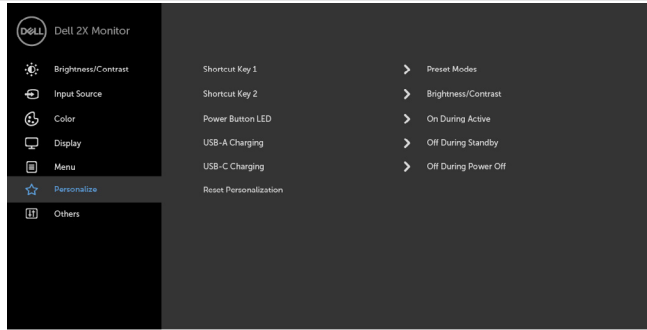 DELL Dell 2X Monitor
Brightness/Contrast Shortcut Key 1 Preset Modes
Input Source Shortcut Key 2 Brightness/Contrast
Color Power Button LED On During Active
Display USB-A Charging Off During Standby
Menu USB-C Charging Off During Power Off
Personalize Reset Personalization
Others